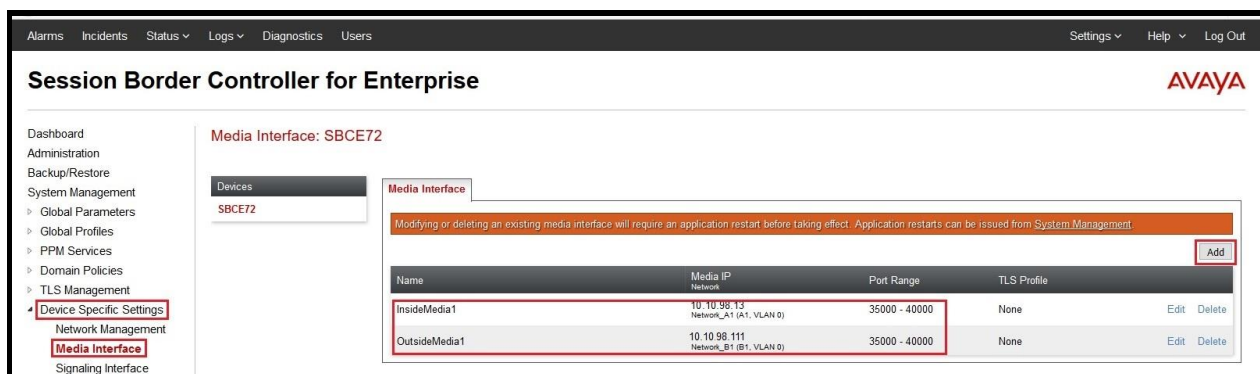 Alarms Incidents Status Logs Diagnostics Users Settings Help Log Out
Session Border Controller for Enterprise
AVAYA
Dashboard
Administration
Backup/Restore
System Management
Global Parameters
Global Profiles
PPM Services
Domain Policies
TLS Management
Device Specific Settings
Network Management
Media Interface
Signaling Interface
Media Interface: SBCE72
Devices
SBCE72
Media Interface
Modifying or deleting an existing media interface will require an application restart before taking effect. Application restarts can be issued from System Management.
Add
Name Media IP Port Range TLS Profile
Network
InsideMedia1 10.10.98.13 35000 - 40000 None Edit Delete
Network_A1 (A1, VLAN 0)
OutsideMedia1 10.10.98.111 35000 - 40000 None Edit Delete
Network_B1 (B1, VLAN 0)